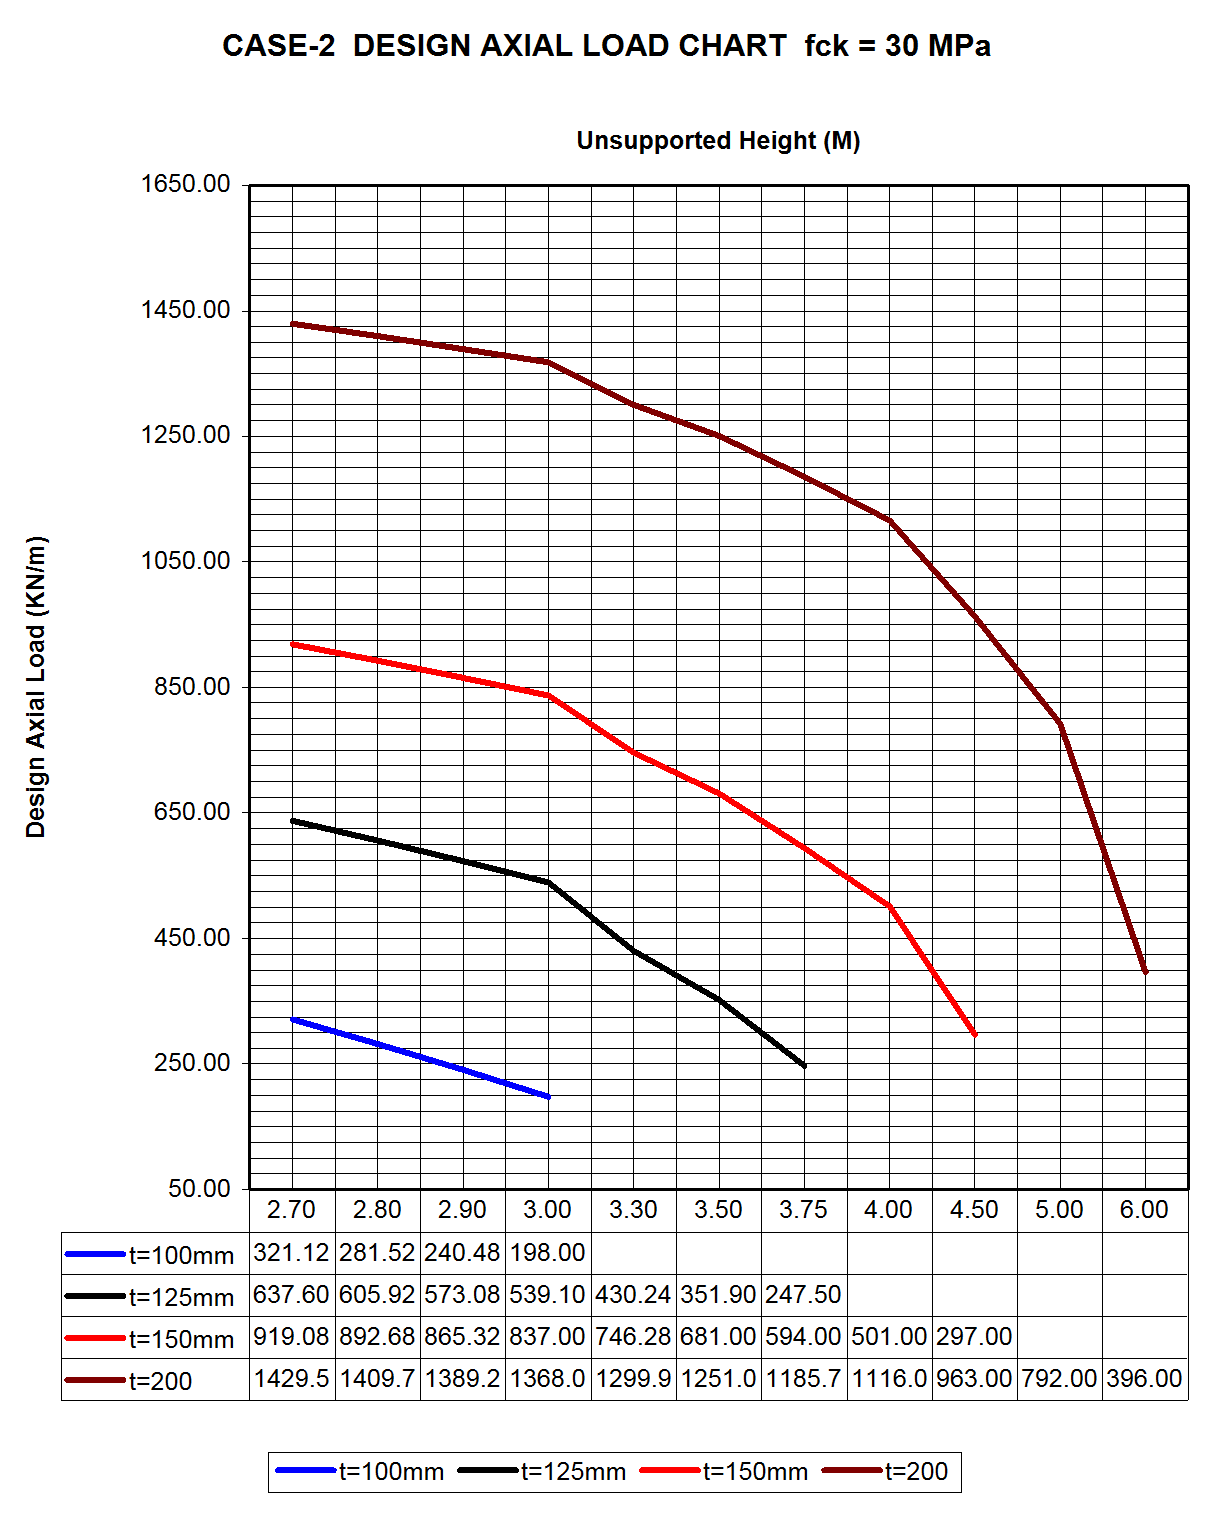 CASE-2 DESIGN AXIAL LOAD CHART fck = 30 MPa
Unsupported Height (M)
Design Axial Load (KN/m)
1650.00
1450.00
1250.00
1050.00
850.00
650.00
450.00
250.00
50.00
2.70 2.80 2.90 3.00 3.30 3.50 3.75 4.00 4.50 5.00 6.00
t=100mm 321.12 281.52 240.48 198.00
t=125mm 637.60 605.92 573.08 539.10 430.24 351.90 247.50
t=150mm 919.08 892.68 865.32 837.00 746.28 681.00 594.00 501.00 297.00
t=200 1429.5 1409.7 1389.2 1368.0 1299.9 1251.0 1185.7 1116.0 963.00 792.00 396.00
t=100mm t=125mm t=150mm t=200